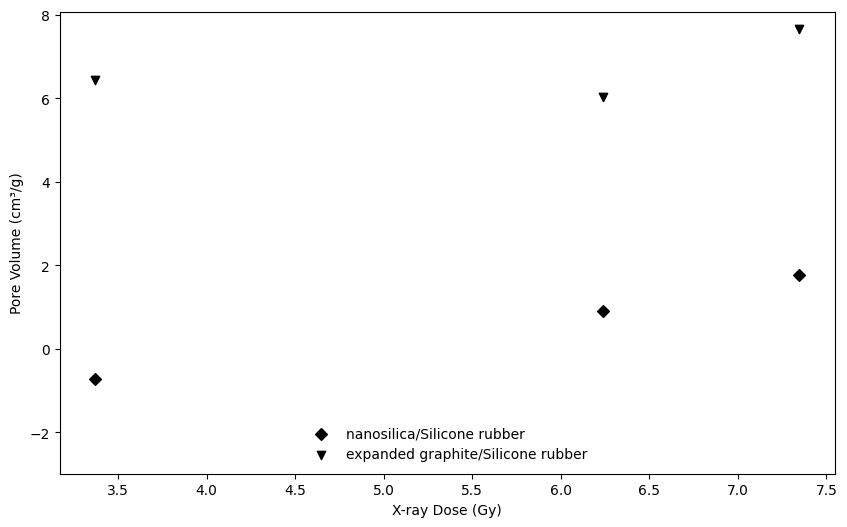 8
6
4
2
0
−2
Pore Volume (cm³/g)
nanosilica/Silicone rubber
expanded graphite/Silicone rubber
3.5 4.0 4.5 5.0 5.5 6.0 6.5 7.0 7.5
X-ray Dose (Gy)